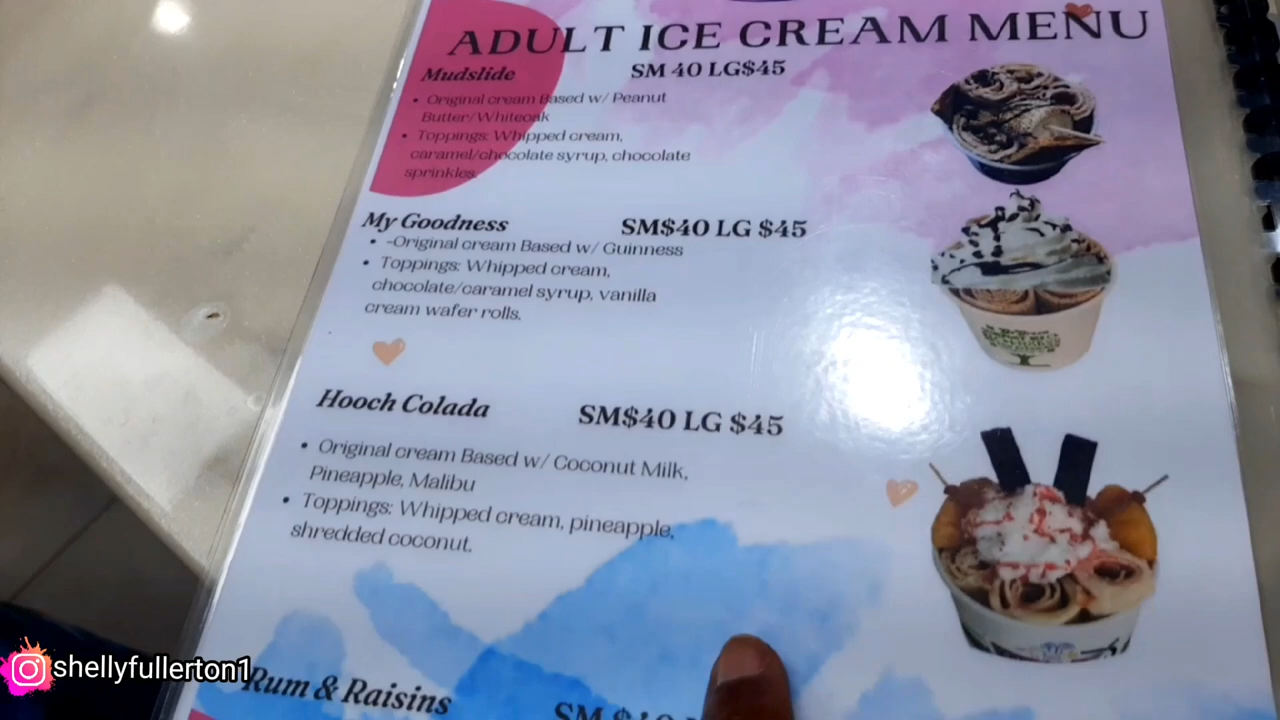 ADULT ICE CREAM MENU
Mudslide SM 40 LG$45
• Original cream Based w/ Peanut
Butter/Whiteoak
• Toppings: Whipped cream,
caramel/chocolate syrup, chocolate
sprinkles.
My Goodness SM$40 LG $45
• -Original cream Based w/ Guinness
• Toppings: Whipped cream,
chocolate/caramel syrup, vanilla
cream wafer rolls.
Hooch Colada SM$40 LG $45
• Original cream Based w/ Coconut Milk,
Pineapple, Malibu
• Toppings: Whipped cream, pineapple,
shredded coconut.
Rum & Raisins SM $40
shellyfullerton1